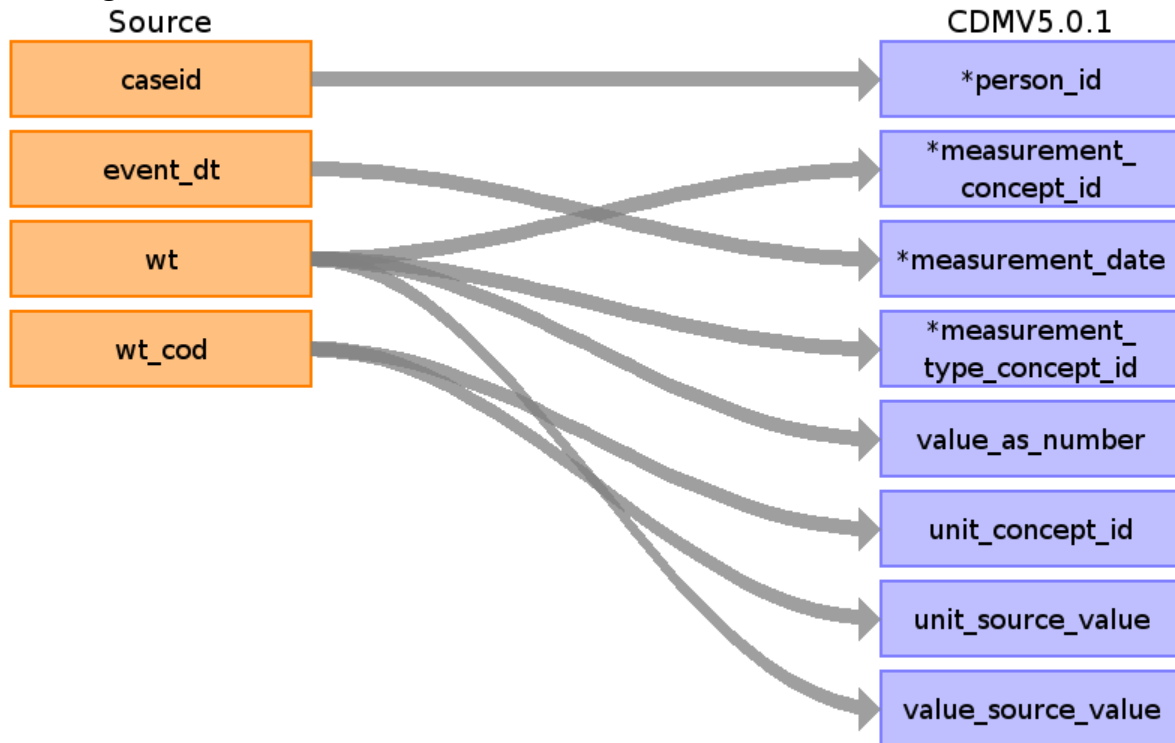 Source
CDMV5.0.1
caseid
*person_id
event_dt
*measurement_
concept_id
wt
*measurement_date
wt_cod
*measurement_
type_concept_id
value_as_number
unit_concept_id
unit_source_value
value_source_value